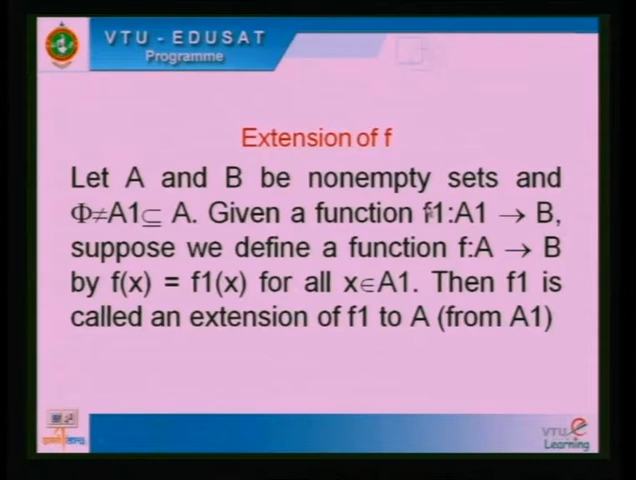 VTU - EDUSAT
Programme
Extension of f
Let A and B be nonempty sets and
Φ≠A1⊆ A. Given a function f1:A1 → B,
suppose we define a function f:A → B
by f(x) = f1(x) for all x∈A1. Then f1 is
called an extension of f1 to A (from A1)
VTU e
Learning